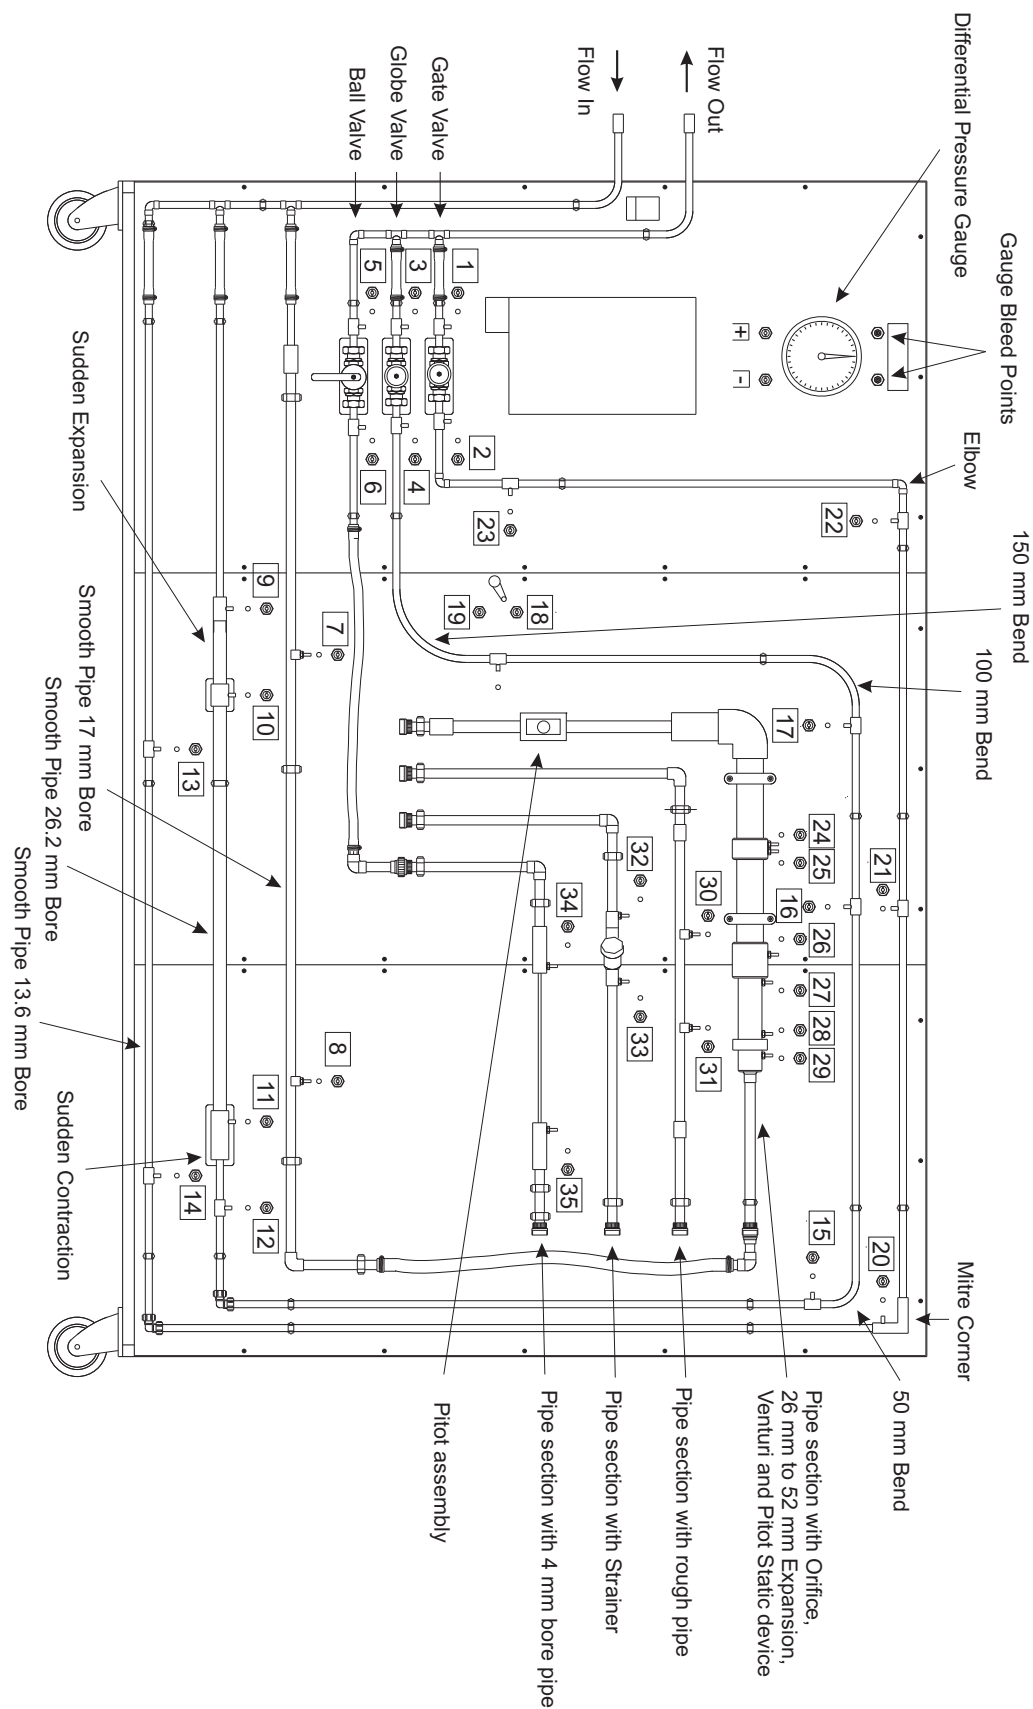 Differential Pressure Gauge
Gauge Bleed Points
Elbow
150 mm Bend
100 mm Bend
Mitre Corner
50 mm Bend
Flow Out
Flow In
Gate Valve
Globe Valve
Ball Valve
+
-
1
2
3
4
5
6
7
8
9
10
11
12
13
14
15
16
17
18
19
20
21
22
23
24
25
26
27
28
29
30
31
32
33
34
35
Pipe section with Orifice,
26 mm to 52 mm Expansion,
Venturi and Pitot Static device
Pipe section with rough pipe
Pipe section with Strainer
Pipe section with 4 mm bore pipe
Pitot assembly
Sudden Expansion
Smooth Pipe 17 mm Bore
Smooth Pipe 26.2 mm Bore
Smooth Pipe 13.6 mm Bore
Sudden Contraction